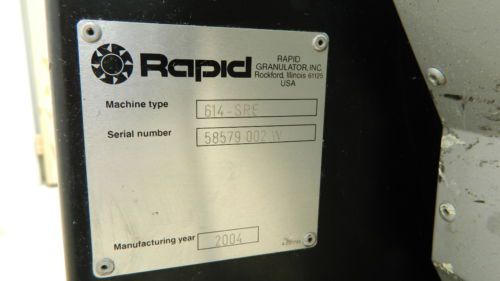 Rapid
RAPID
GRANULATOR, INC.
Rockford, Illinois 61125
USA
Machine type 614-SRE
Serial number 58579 002 W
Manufacturing year 2004